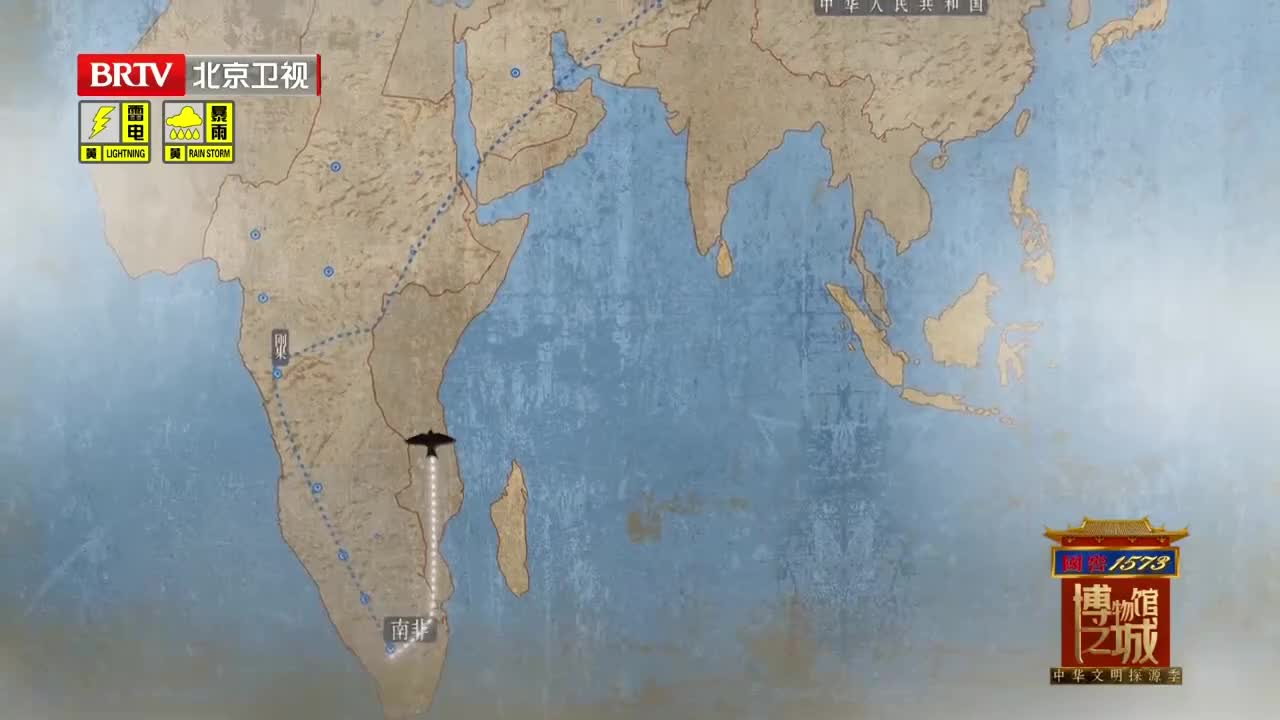 中华人民共和国
BRTV 北京卫视
雷电
黄 LIGHTNING
暴雨
黄 RAIN STORM
刚果
南非
國窖1573
博物馆之城
中华文明探源季